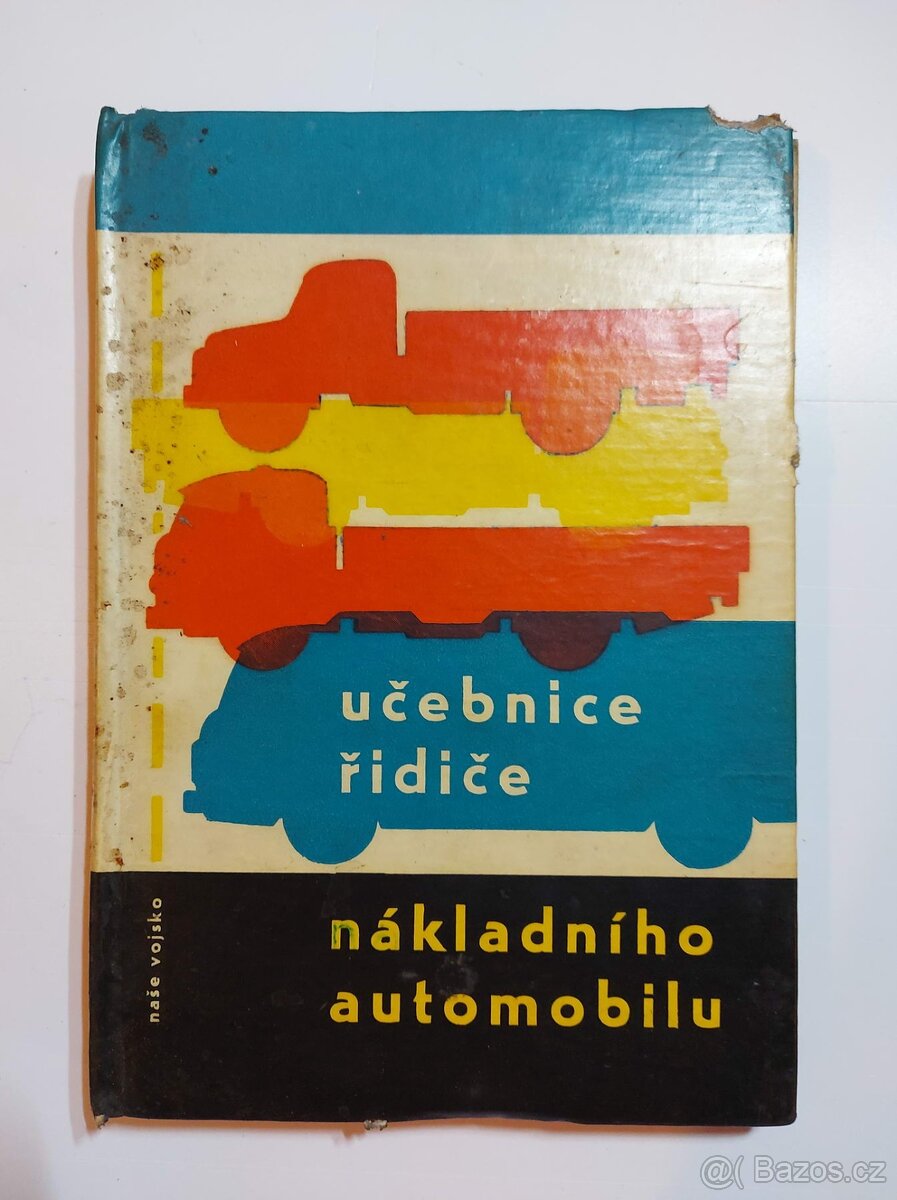 učebnice
řidiče
nákladního
automobilu
naše vojsko
@( Bazos.cz